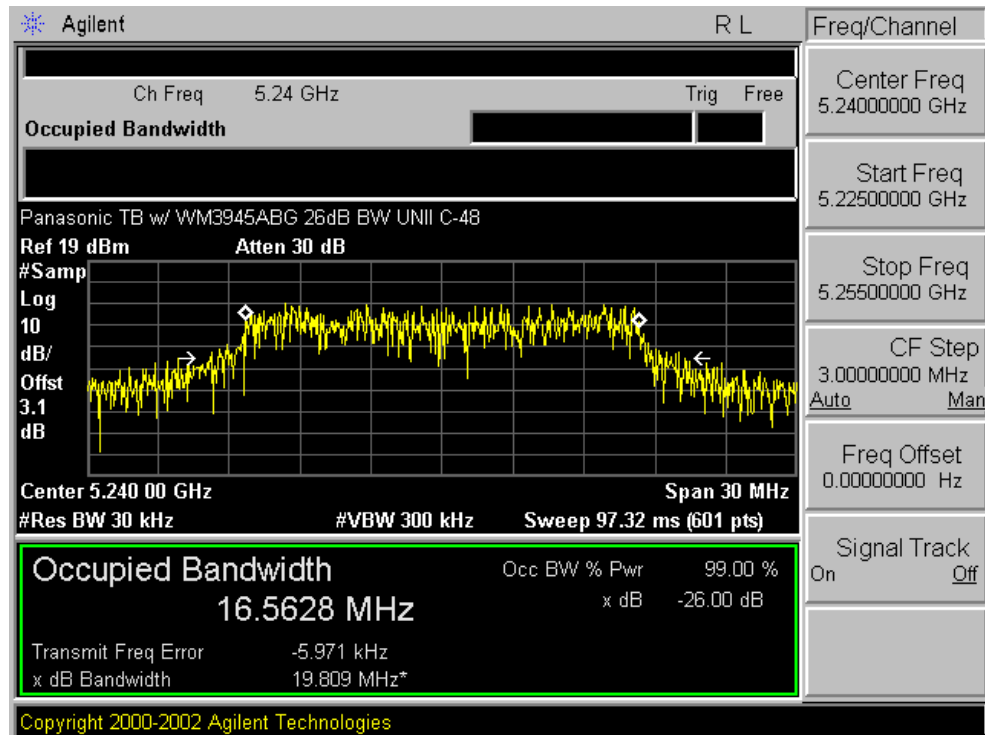 Agilent R L Freq/Channel
Ch Freq 5.24 GHz Trig Free
Occupied Bandwidth
Panasonic TB w/ WM3945ABG 26dB BW UNII C-48
Ref 19 dBm Atten 30 dB
#Samp
Log
10
dB/
Offst
3.1
dB
Center 5.240 00 GHz Span 30 MHz
#Res BW 30 kHz #VBW 300 kHz Sweep 97.32 ms (601 pts)
Occupied Bandwidth Occ BW % Pwr 99.00 %
16.5628 MHz x dB -26.00 dB
Transmit Freq Error -5.971 kHz
x dB Bandwidth 19.809 MHz*
Copyright 2000-2002 Agilent Technologies
Center Freq
5.24000000 GHz
Start Freq
5.22500000 GHz
Stop Freq
5.25500000 GHz
CF Step
3.00000000 MHz
Auto Man
Freq Offset
0.00000000 Hz
Signal Track
On Off